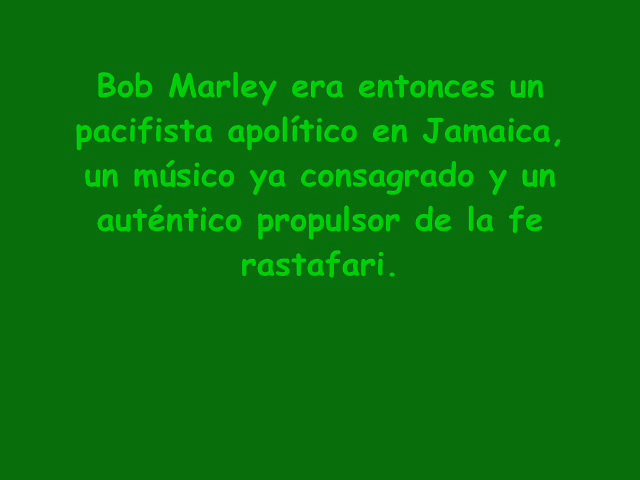 Bob Marley era entonces un
pacifista apolítico en Jamaica,
un músico ya consagrado y un
auténtico propulsor de la fe
rastafari.